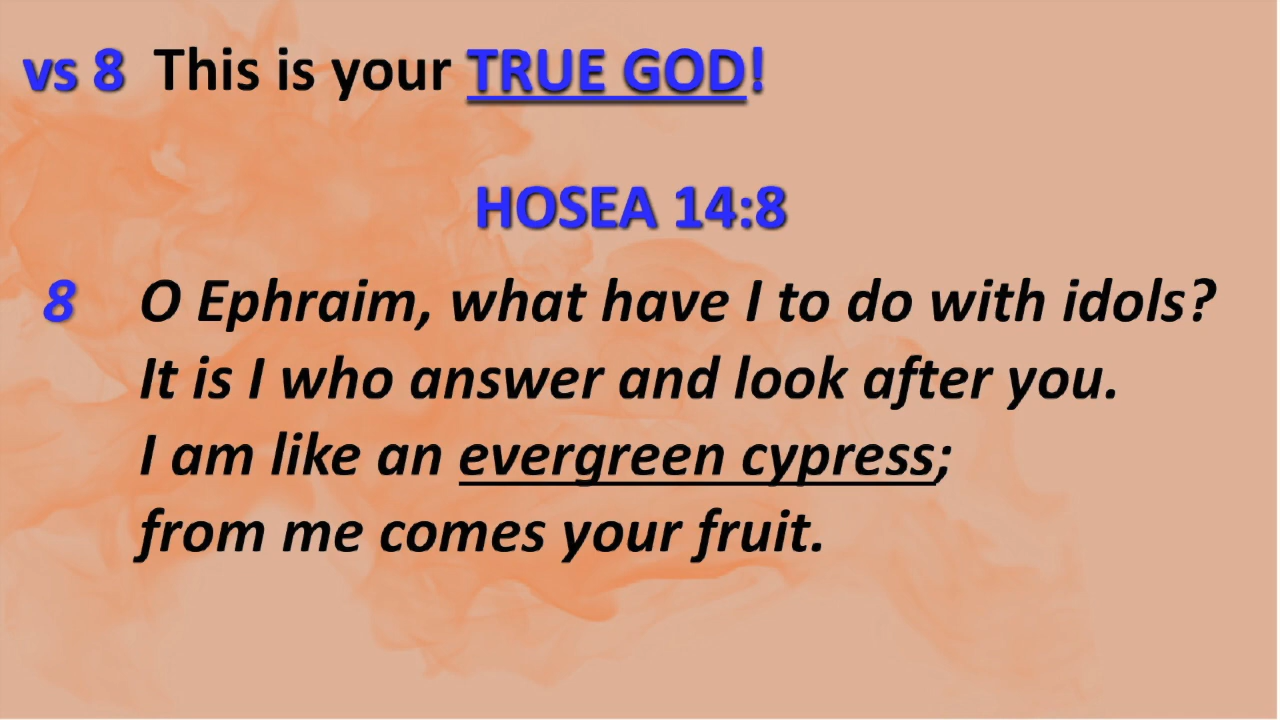 vs 8 This is your TRUE GOD!
HOSEA 14:8
8 O Ephraim, what have I to do with idols?
It is I who answer and look after you.
I am like an evergreen cypress;
from me comes your fruit.